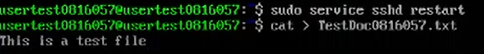 usertest0816057@usertest0816057:~$ sudo service sshd restart
usertest0816057@usertest0816057:~$ cat > TestDoc0816057.txt
This is a test file